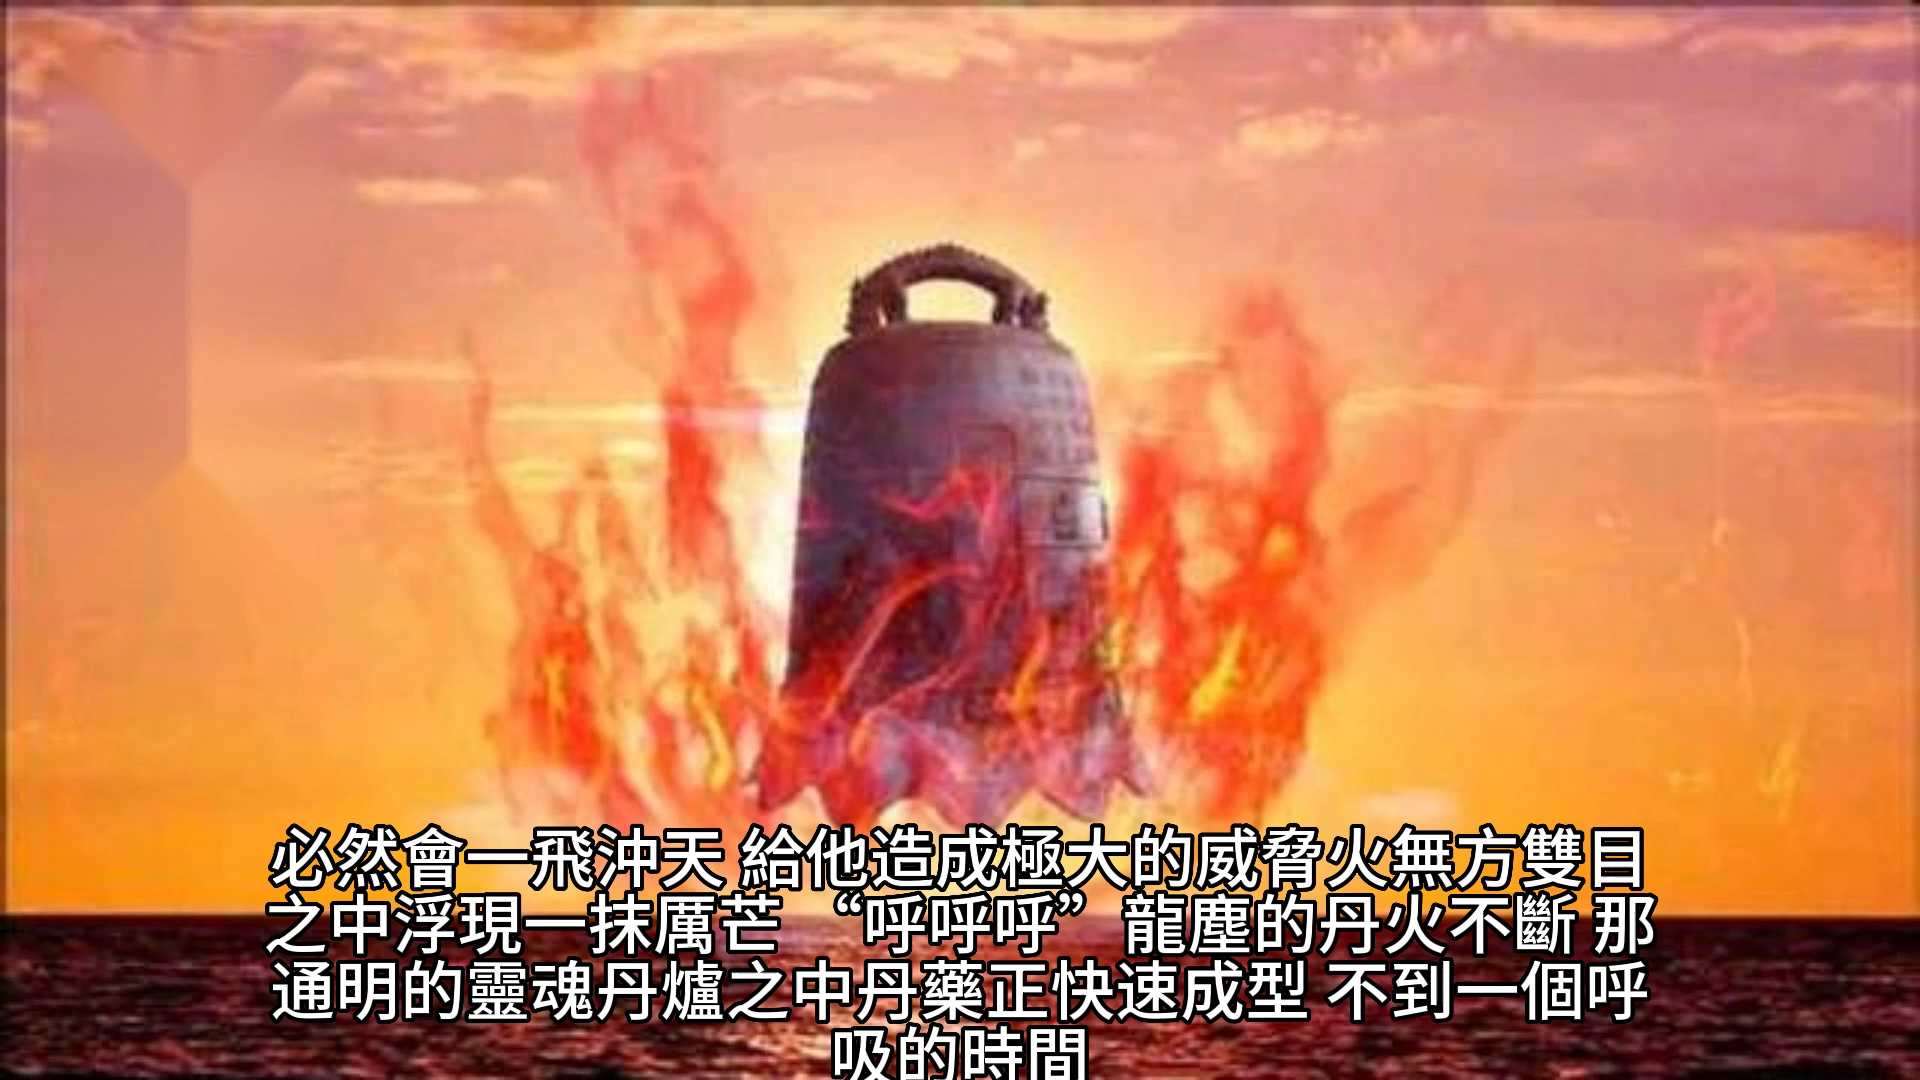 必然會一飛沖天 給他造成極大的威脅火無方雙目
之中浮現一抹厲芒 “呼呼呼” 龍塵的丹火不斷 那
通明的靈魂丹爐之中丹藥正快速成型 不到一個呼
吸的時間